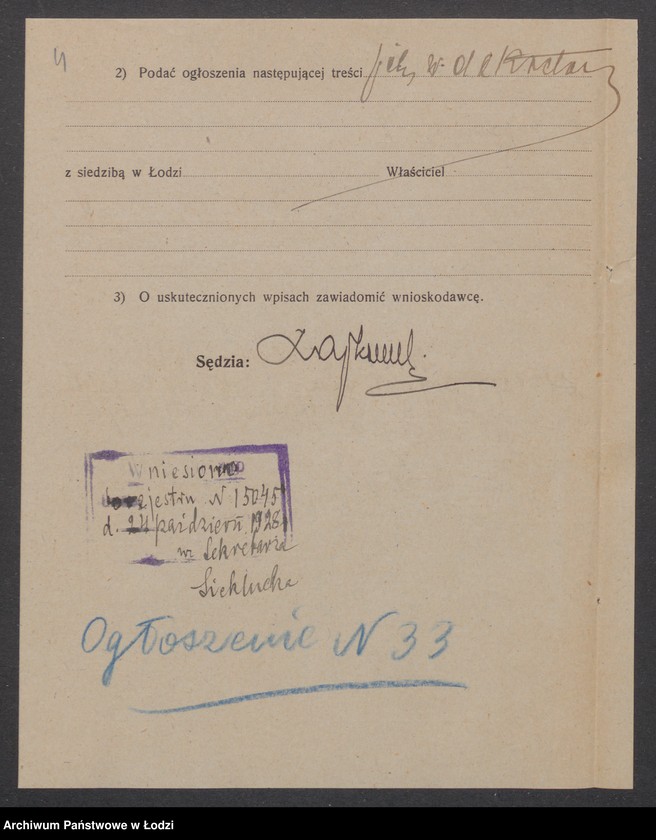 4
2) Podać ogłoszenia następującej treści
z siedzibą w Łodzi Właściciel
3) O uskutecznionych wpisach zawiadomić wnioskodawcę.
Sędzia:
Wniesiono
do rejestru N 15045
d. 24 październ. 1928
Sekretarza
Ogłoszenie N 33
Archiwum Państwowe w Łodzi